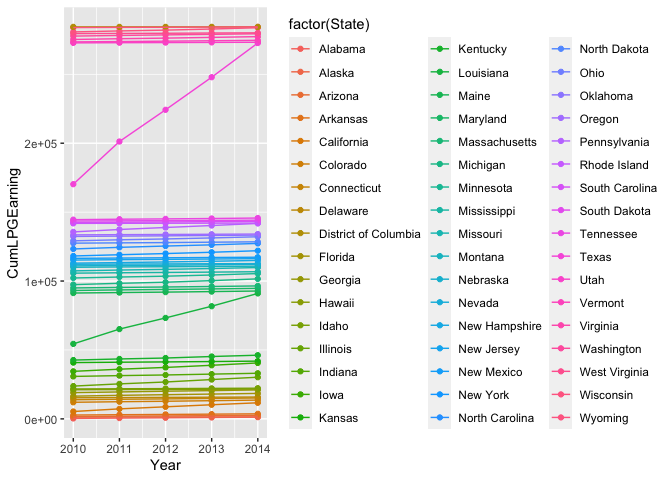 factor(State)
Alabama
Alaska
Arizona
Arkansas
California
Colorado
Connecticut
Delaware
District of Columbia
Florida
Georgia
Hawaii
Idaho
Illinois
Indiana
Iowa
Kansas
Kentucky
Louisiana
Maine
Maryland
Massachusetts
Michigan
Minnesota
Mississippi
Missouri
Montana
Nebraska
Nevada
New Hampshire
New Jersey
New Mexico
New York
North Carolina
North Dakota
Ohio
Oklahoma
Oregon
Pennsylvania
Rhode Island
South Carolina
South Dakota
Tennessee
Texas
Utah
Vermont
Virginia
Washington
West Virginia
Wisconsin
Wyoming
CumLPGEarning
2e+05
1e+05
0e+00
2010 2011 2012 2013 2014
Year